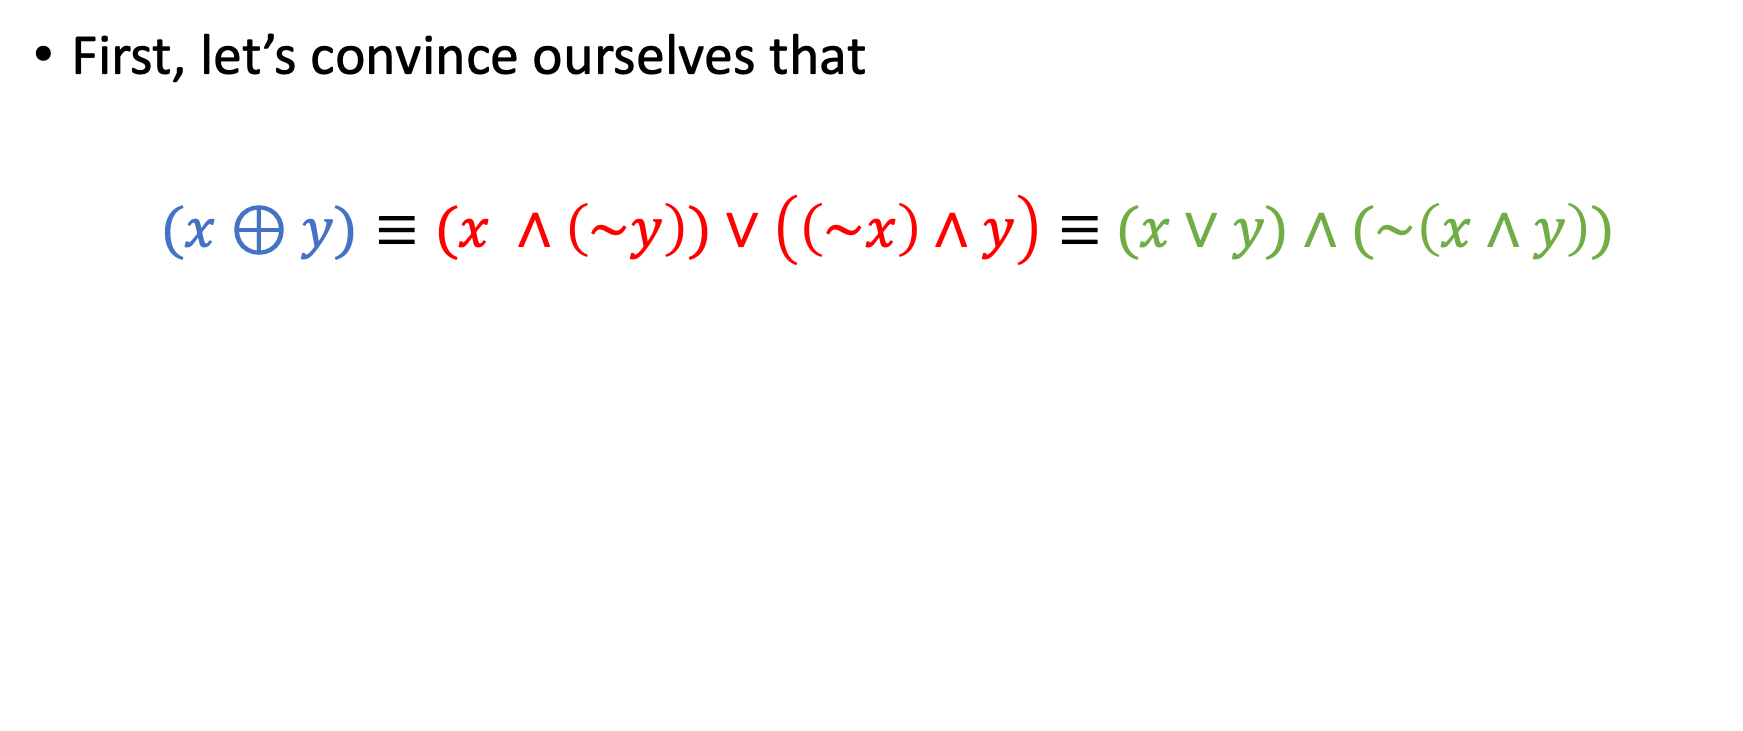 • First, let’s convince ourselves that
(x ⊕ y) ≡ (x ∧ (~y)) ∨ ((~x) ∧ y) ≡ (x ∨ y) ∧ (~(x ∧ y))